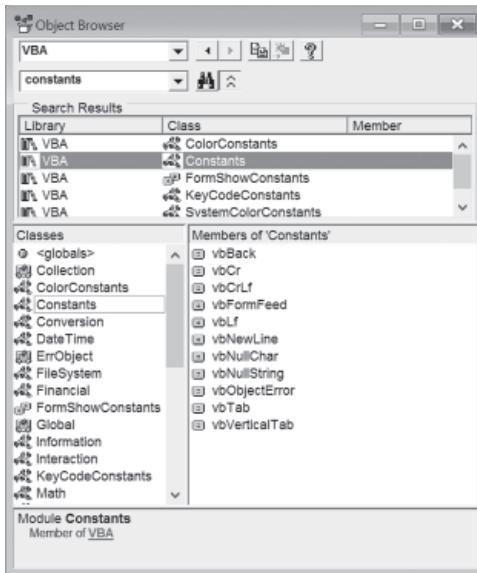 Object Browser
VBA
constants
Search Results
Library Class Member
VBA ColorConstants
VBA Constants
VBA FormShowConstants
VBA KeyCodeConstants
VBA SystemColorConstants
Classes
<globals>
Collection
ColorConstants
Constants
Conversion
DateTime
ErrObject
FileSystem
Financial
FormShowConstants
Global
Information
Interaction
KeyCodeConstants
Math
Members of 'Constants'
vbBack
vbCr
vbCrLf
vbFormFeed
vbLf
vbNewLine
vbNullChar
vbNullString
vbObjectError
vbTab
vbVerticalTab
Module Constants
Member of VBA